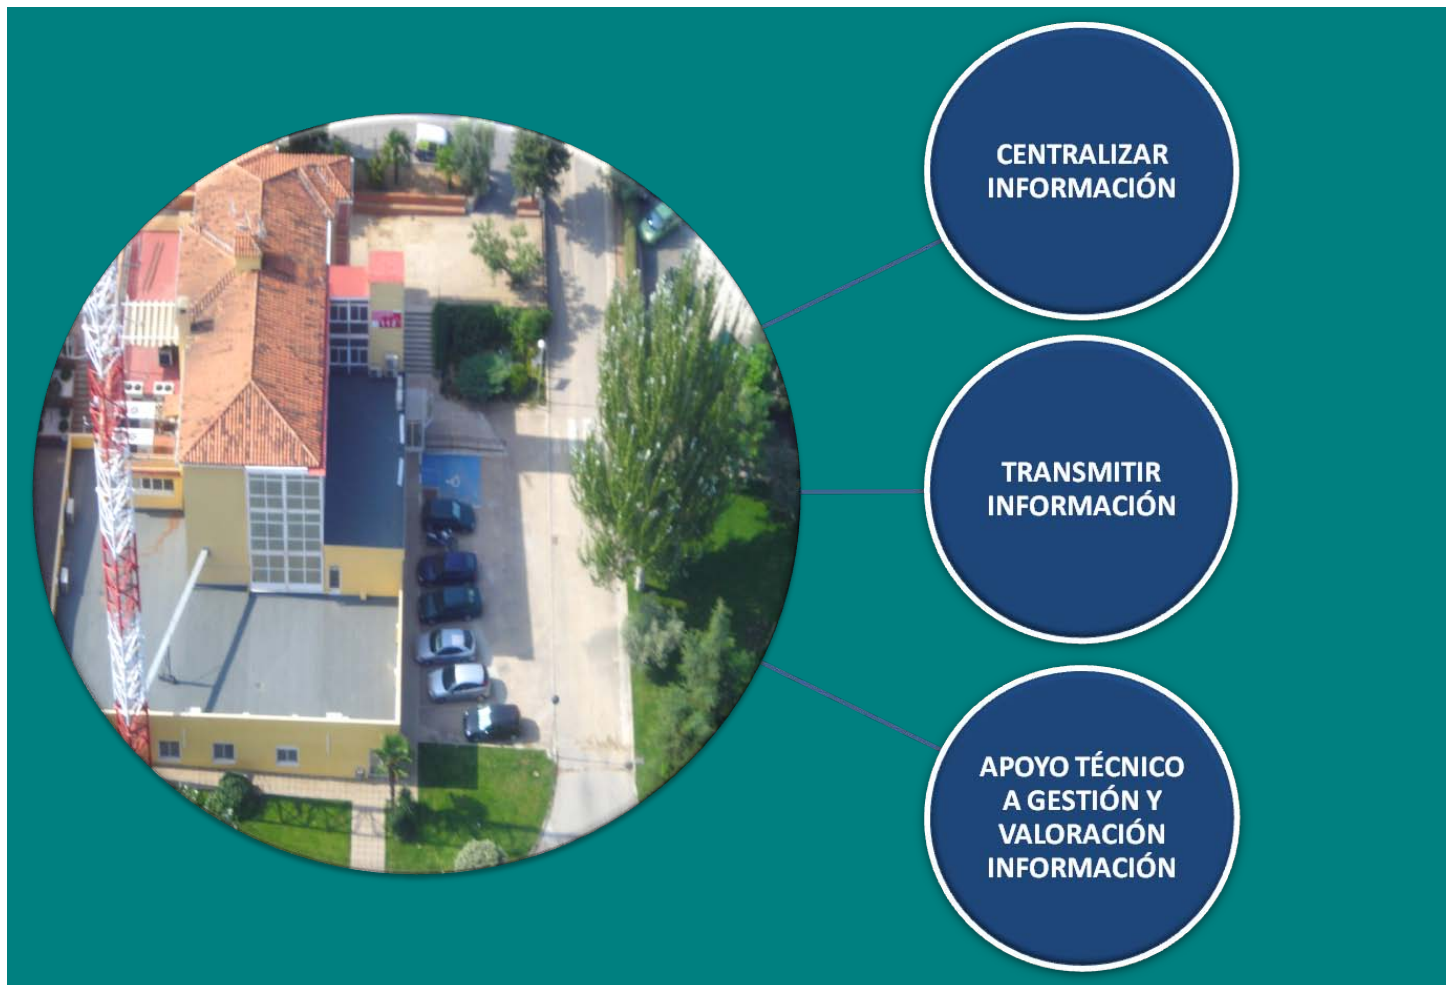 CENTRALIZAR
INFORMACIÓN
TRANSMITIR
INFORMACIÓN
APOYO TÉCNICO
A GESTIÓN Y
VALORACIÓN
INFORMACIÓN